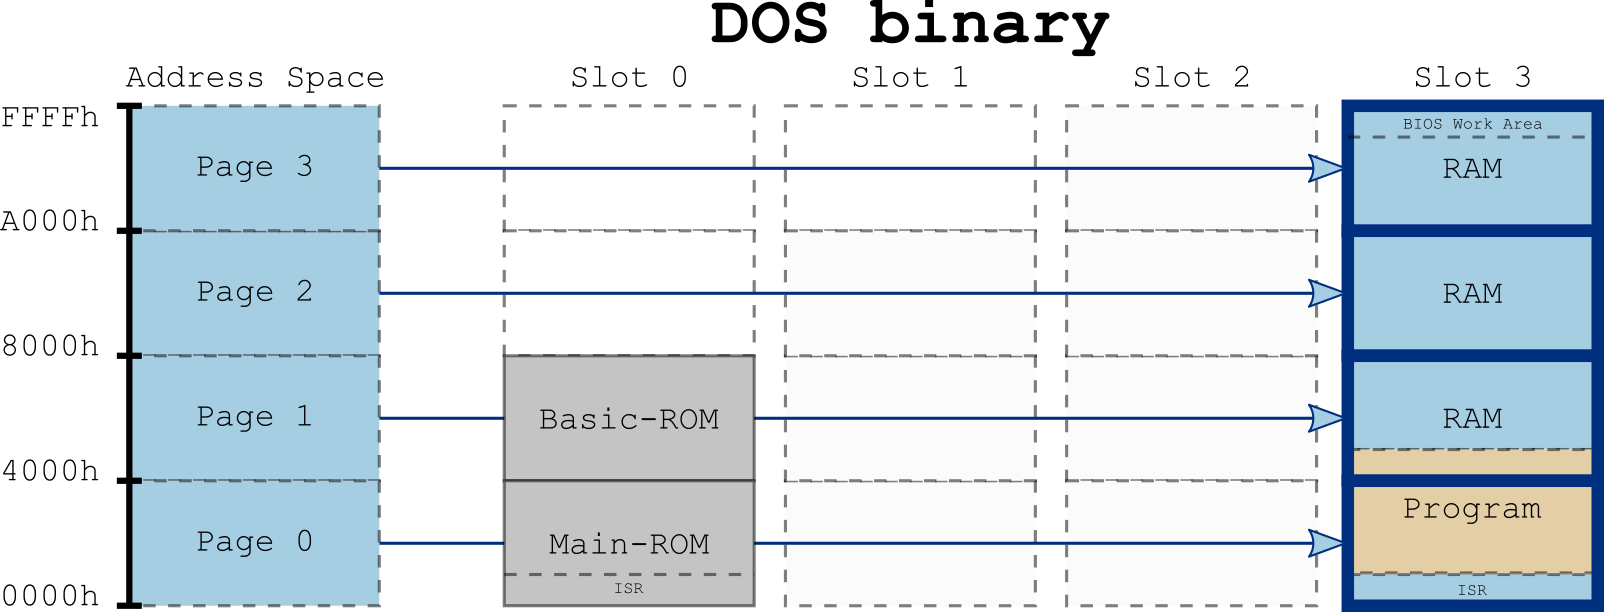 DOS binary
Address Space Slot 0 Slot 1 Slot 2 Slot 3
FFFFh
BIOS Work Area
Page 3 RAM
A000h
Page 2 RAM
8000h
Page 1 Basic-ROM RAM
4000h
Program
Page 0 Main-ROM
ISR ISR
0000h